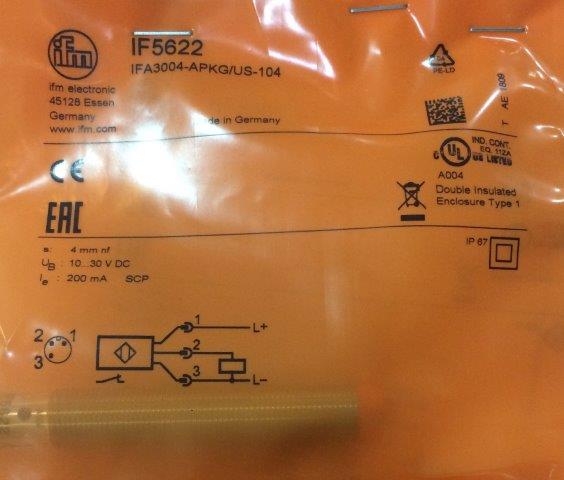 ifm
IF5622
IFA3004-APKG/US-104
ifm electronic
45128 Essen
Germany
www.ifm.com
in Germany
PE-LD
T AE 1809
CE
EAC
c UL US LISTED
IND. CONT.
EQ. 11ZA
A004
Double Insulated
Enclosure Type 1
IP 67
s: 4 mm nf
UB : 10...30 V DC
Ie : 200 mA SCP
2 1
3
1 L+
2
3 L-